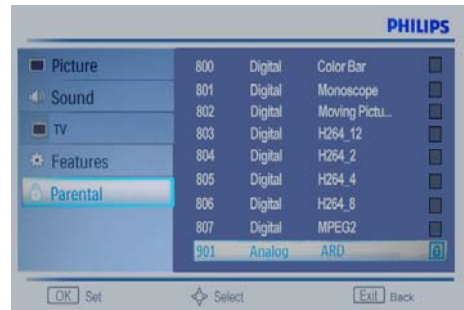 PHILIPS
Picture
Sound
TV
Features
Parental
800 Digital Color Bar
801 Digital Monoscope
802 Digital Moving Pictu...
803 Digital H264_12
804 Digital H264_2
805 Digital H264_4
806 Digital H264_8
807 Digital MPEG2
901 Analog ARD
OK Set
Select
Exit Back